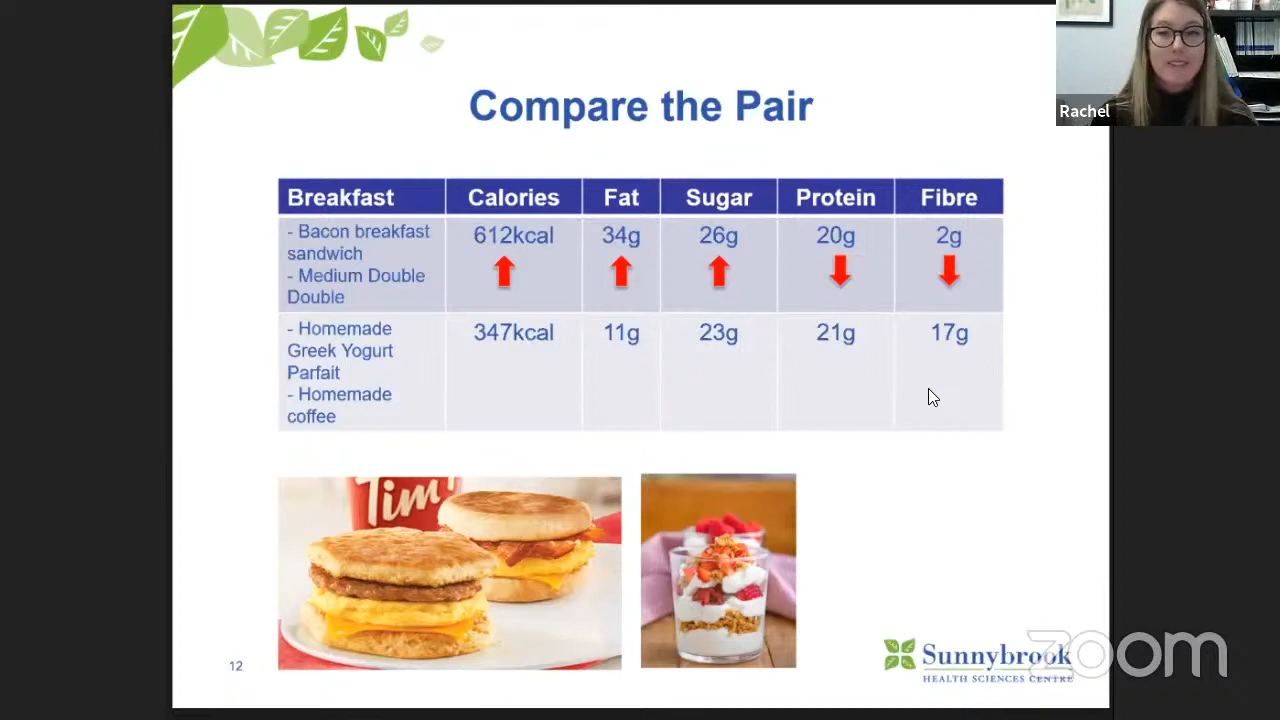 Compare the Pair
Rachel
Breakfast Calories Fat Sugar Protein Fibre
- Bacon breakfast
sandwich
- Medium Double
Double
612kcal 34g 26g 20g 2g
- Homemade
Greek Yogurt
Parfait
- Homemade
coffee
347kcal 11g 23g 21g 17g
Tim
12
Sunnybrook
HEALTH SCIENCES CENTRE
zoom